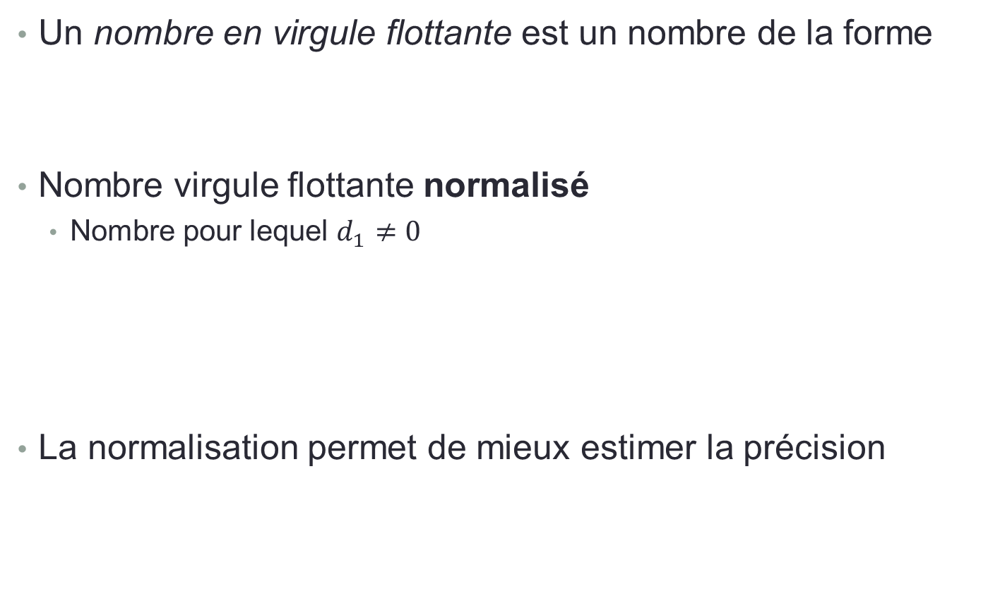 • Un nombre en virgule flottante est un nombre de la forme
• Nombre virgule flottante normalisé
• Nombre pour lequel d₁ ≠ 0
• La normalisation permet de mieux estimer la précision